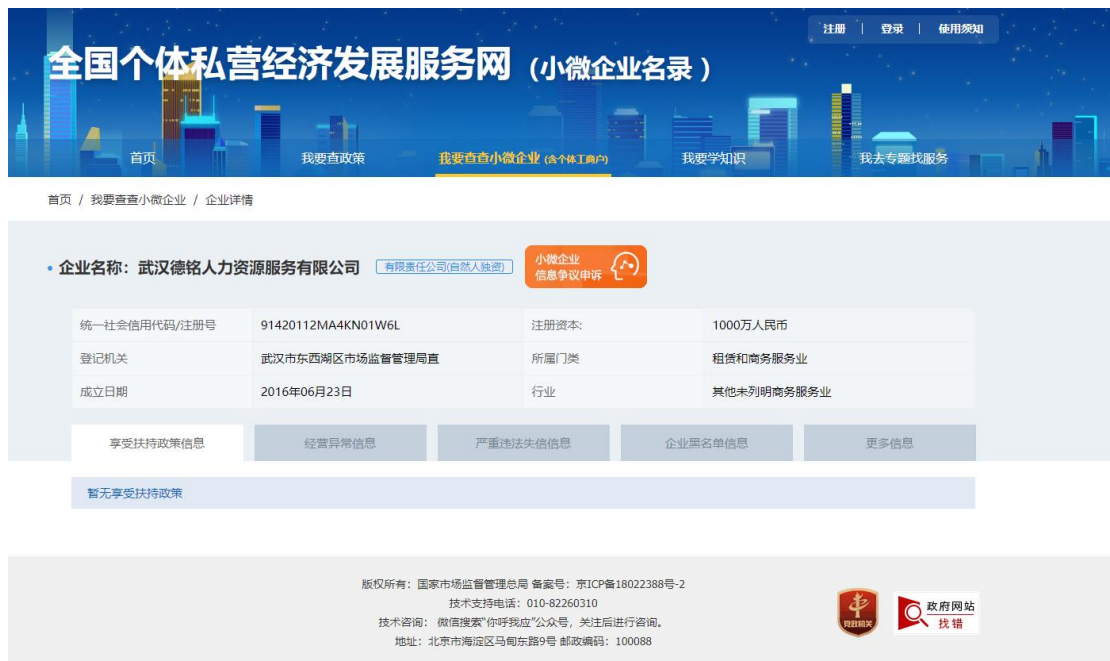 注册 | 登录 | 使用须知
全国个体私营经济发展服务网（小微企业名录）
首页 我要查政策 我要查查小微企业 (含个体工商户) 我要学知识 我去专题找服务
首页 / 我要查查小微企业 / 企业详情
• 企业名称：武汉德铭人力资源服务有限公司 有限责任公司(自然人独资) 小微企业
信息争议申诉
统一社会信用代码/注册号 91420112MA4KN01W6L 注册资本: 1000万人民币
登记机关 武汉市东西湖区市场监督管理局直 所属门类 租赁和商务服务业
成立日期 2016年06月23日 行业 其他未列明商务服务业
享受扶持政策信息 经营异常信息 严重违法失信信息 企业黑名单信息 更多信息
暂无享受扶持政策
版权所有：国家市场监督管理总局 备案号：京ICP备18022388号-2
技术支持电话：010-82260310
技术咨询： 微信搜索“你呼我应”公众号，关注后进行咨询。
地址：北京市海淀区马甸东路9号 邮政编码：100088
党政机关
政府网站
找错